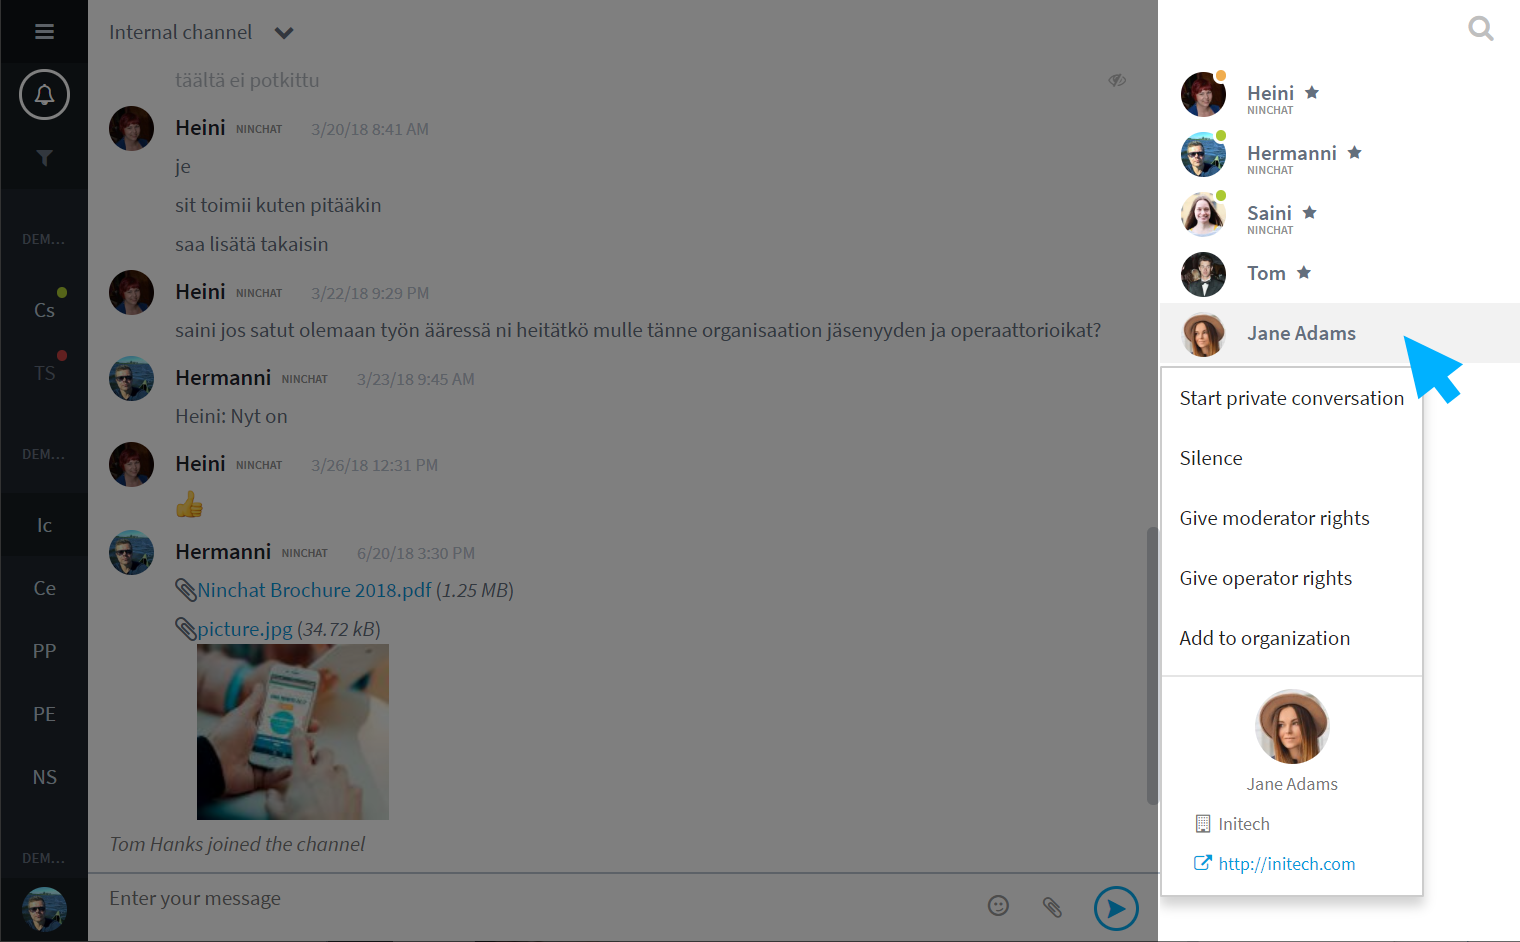 Internal channel
täältä ei potkittu
Heini NINCHAT 3/20/18 8:41 AM
je
sit toimii kuten pitääkin
saa lisätä takaisin
Heini NINCHAT 3/22/18 9:29 PM
saini jos satut olemaan työn ääressä ni heitätkö mulle tänne organisaation jäsenyyden ja operaattorioikat?
Hermanni NINCHAT 3/23/18 9:45 AM
Heini: Nyt on
Heini NINCHAT 3/26/18 12:31 PM
Hermanni NINCHAT 6/20/18 3:30 PM
Ninchat Brochure 2018.pdf (1.25 MB)
picture.jpg (34.72 kB)
Tom Hanks joined the channel
Enter your message
DEM...
Cs
TS
DEM...
Ic
Ce
PP
PE
NS
DEM...
Heini
NINCHAT
Hermanni
NINCHAT
Saini
NINCHAT
Tom
Jane Adams
Start private conversation
Silence
Give moderator rights
Give operator rights
Add to organization
Jane Adams
Initech
http://initech.com